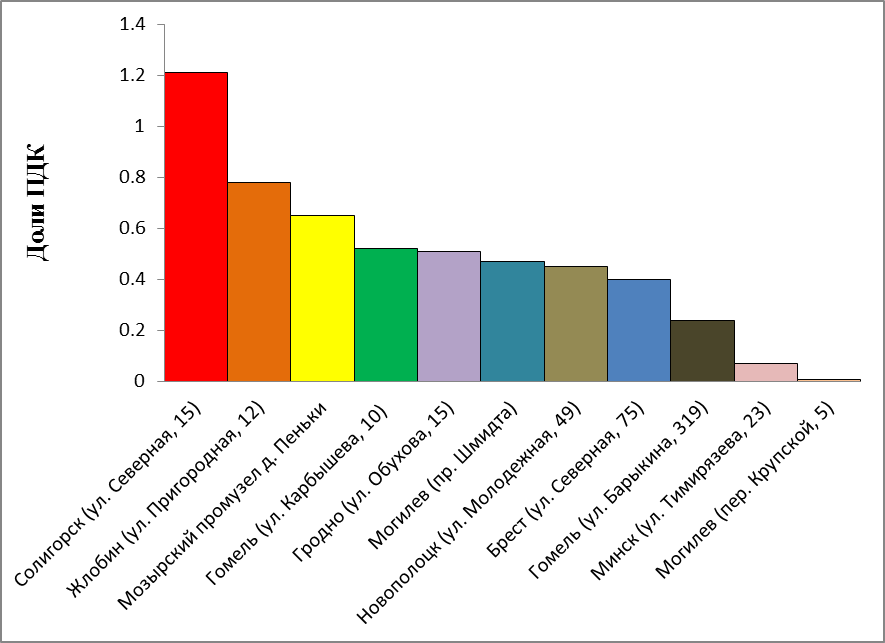 Доли ПДК
1.4
1.2
1
0.8
0.6
0.4
0.2
0
Солигорск (ул. Северная, 15)
Жлобин (ул. Пригородная, 12)
Мозырский промузел д. Пеньки
Гомель (ул. Карбышева, 10)
Гродно (ул. Обухова, 15)
Могилев (пр. Шмидта)
Новополоцк (ул. Молодежная, 49)
Брест (ул. Северная, 75)
Гомель (ул. Барыкина, 319)
Минск (ул. Тимирязева, 23)
Могилев (пер. Крупской, 5)